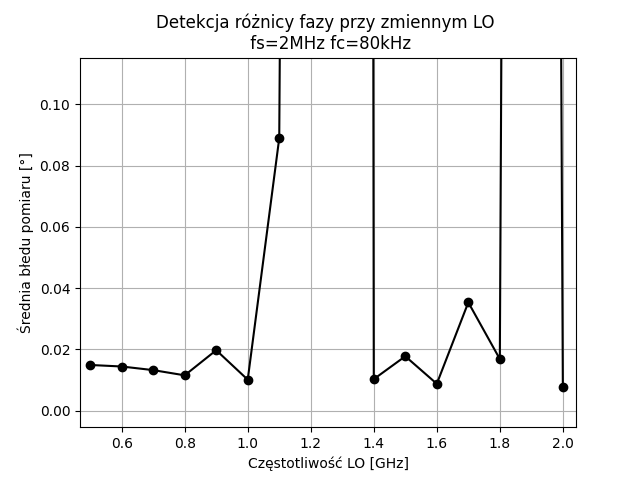 Detekcja różnicy fazy przy zmiennym LO
fs=2MHz fc=80kHz
0.10
0.08
0.06
0.04
0.02
0.00
Średnia błedu pomiaru [°]
0.6 0.8 1.0 1.2 1.4 1.6 1.8 2.0
Częstotliwość LO [GHz]